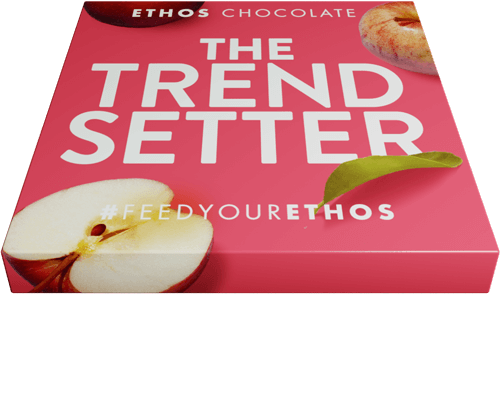 ETHOS CHOCOLATE
THE
TREND
SETTER
#FEEDYOURETHOS